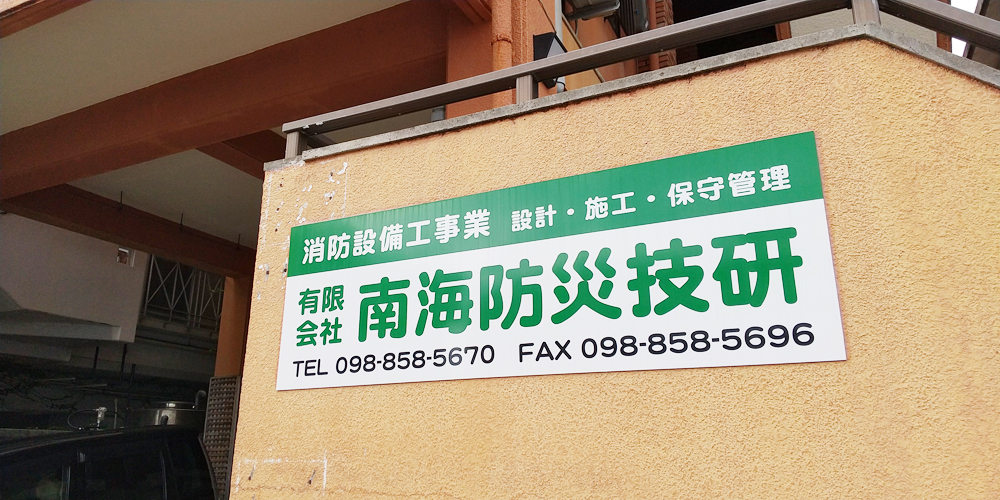 消防設備工事業 設計・施工・保守管理
有限会社 南海防災技研
TEL 098-858-5670 FAX 098-858-5696